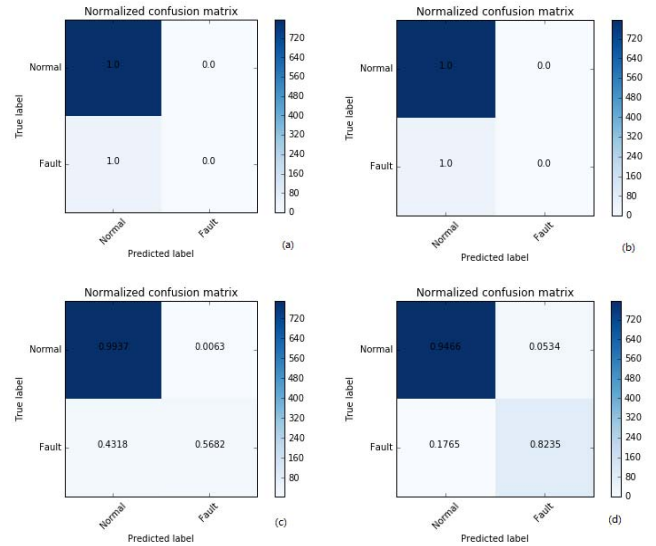 Normalized confusion matrix
Normal 1.0 0.0
Fault 1.0 0.0
True label
Normal Fault
Predicted label
720
640
560
480
400
320
240
160
80
0
(a)
Normalized confusion matrix
Normal 1.0 0.0
Fault 1.0 0.0
True label
Normal Fault
Predicted label
720
640
560
480
400
320
240
160
80
0
(b)
Normalized confusion matrix
Normal 0.9937 0.0063
Fault 0.4318 0.5682
True label
Normal Fault
Predicted label
720
640
560
480
400
320
240
160
80
(c)
Normalized confusion matrix
Normal 0.9466 0.0534
Fault 0.1765 0.8235
True label
Normal Fault
Predicted label
720
640
560
480
400
320
240
160
80
0
(d)